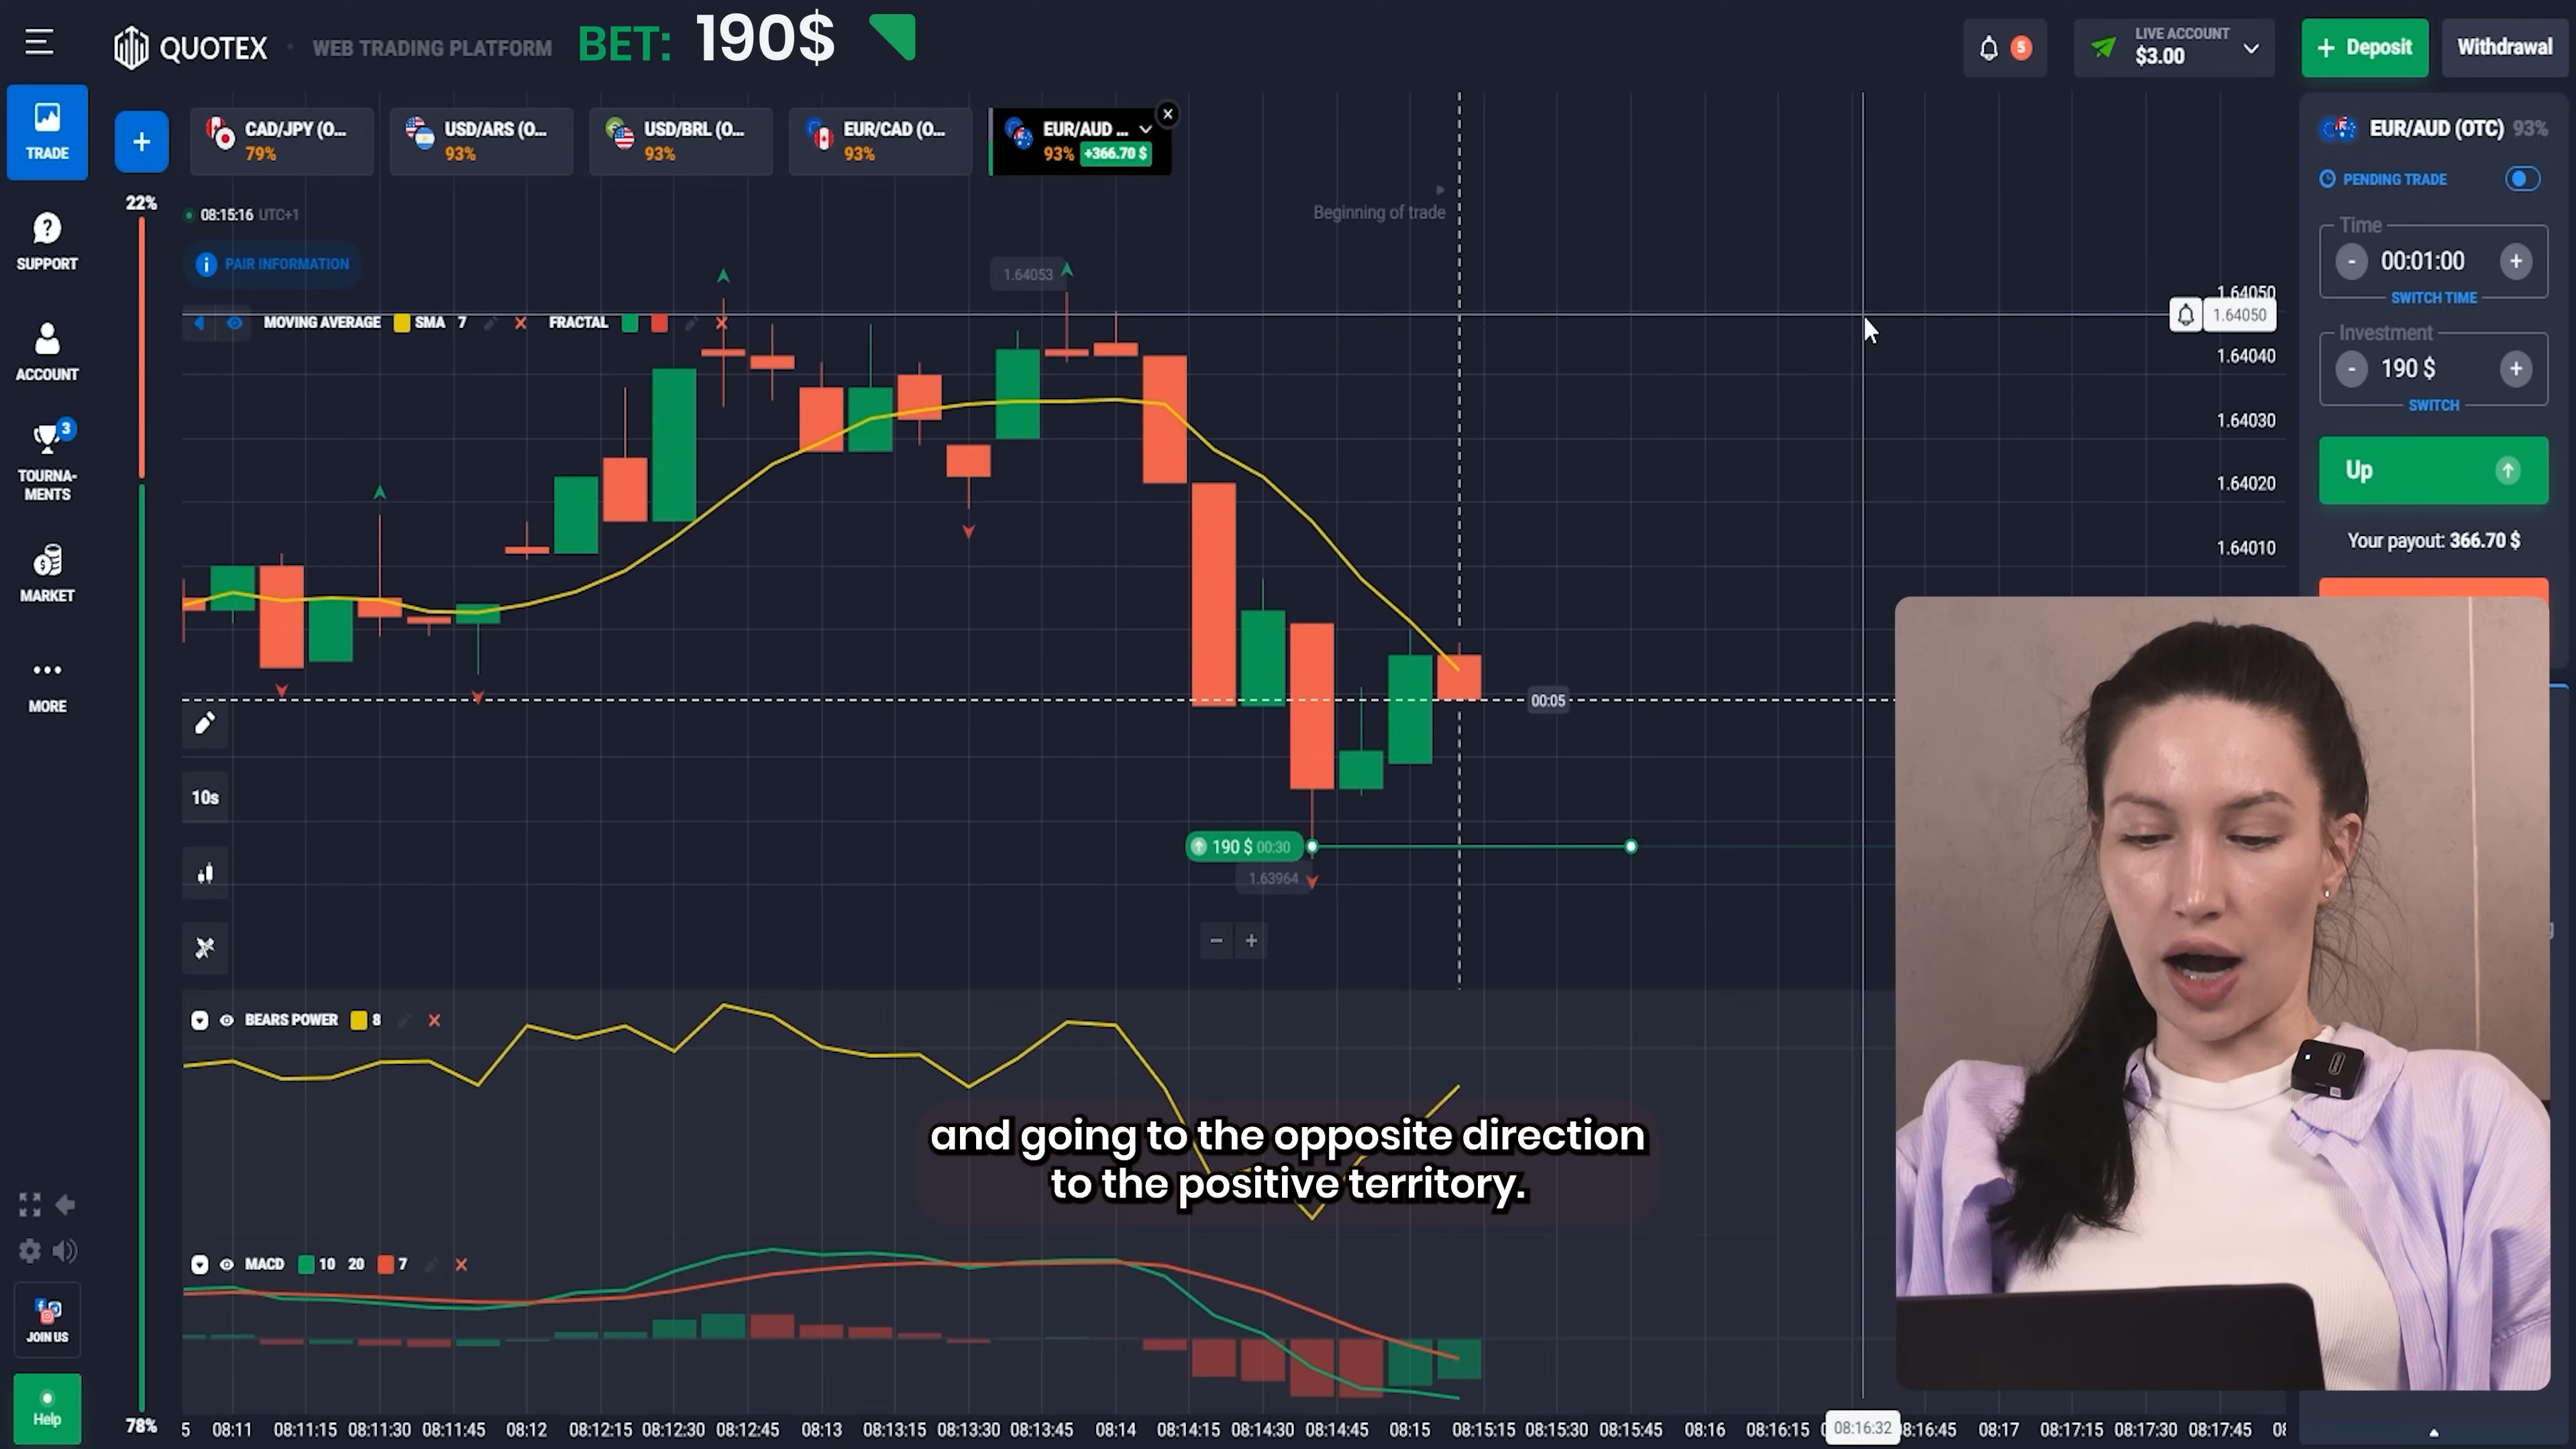 QUOTEX
WEB TRADING PLATFORM
BET: 190$
5
LIVE ACCOUNT
$3.00
+ Deposit
Withdrawal
TRADE
SUPPORT
ACCOUNT
3
TOURNA-
MENTS
MARKET
MORE
JOIN US
Help
+
CAD/JPY (O...
79%
USD/ARS (O...
93%
USD/BRL (O...
93%
EUR/CAD (O...
93%
EUR/AUD ...
93% +366.70 $
22%
78%
08:15:16 UTC+1
PAIR INFORMATION
MOVING AVERAGE SMA 7
FRACTAL
Beginning of trade
1.64053
1.64050
1.64050
1.64040
1.64030
1.64020
1.64010
00:05
10s
190 $ 00:30
1.63964
- +
BEARS POWER 8
and going to the opposite direction
to the positive territory.
MACD 10 20 7
5 08:11 08:11:15 08:11:30 08:11:45 08:12 08:12:15 08:12:30 08:12:45 08:13 08:13:15 08:13:30 08:13:45 08:14 08:14:15 08:14:30 08:14:45 08:15 08:15:15 08:15:30 08:15:45 08:16 08:16:15 08:16:32 08:16:45 08:17 08:17:15 08:17:30 08:17:45
EUR/AUD (OTC) 93%
PENDING TRADE
Time
- 00:01:00 +
SWITCH TIME
Investment
- 190 $ +
SWITCH
Up
Your payout: 366.70 $